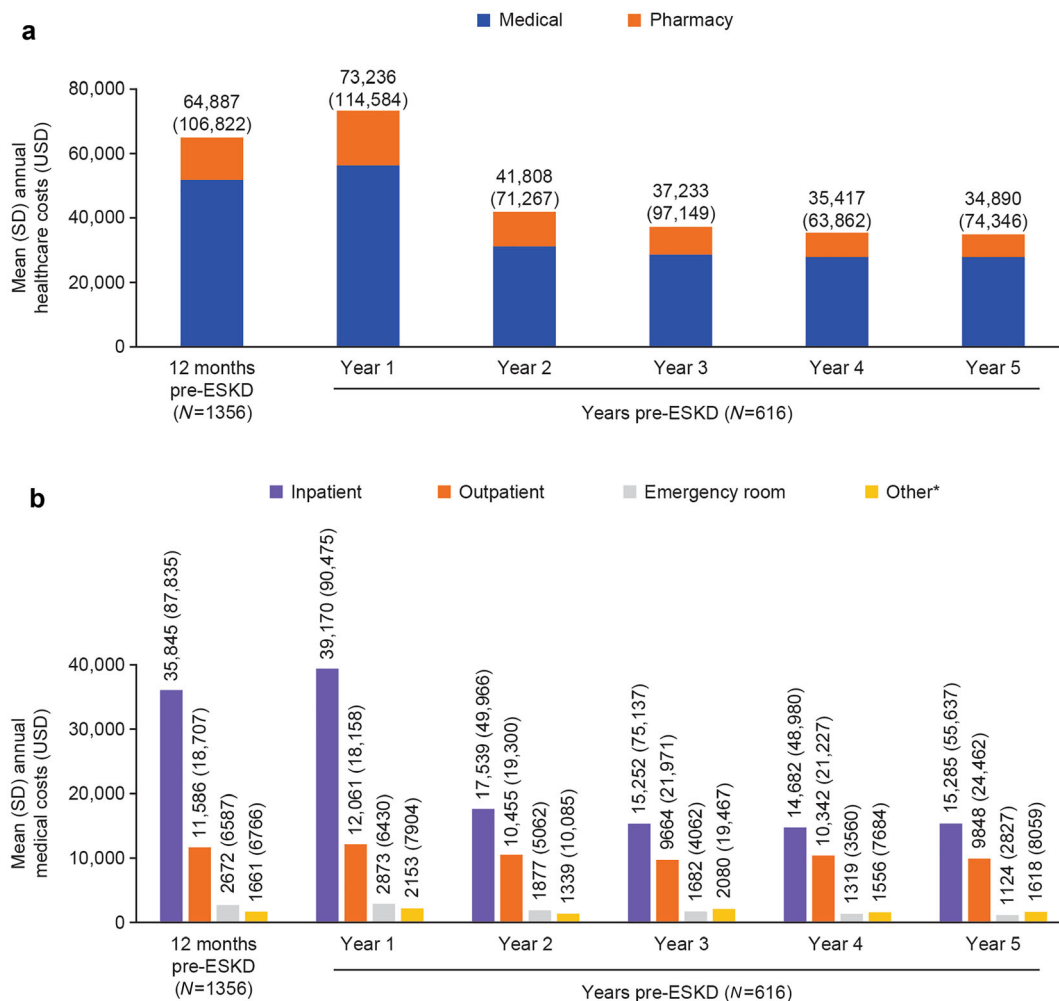 a
Medical
Pharmacy
Mean (SD) annual
healthcare costs (USD)
80,000
60,000
40,000
20,000
0
64,887
(106,822)
73,236
(114,584)
41,808
(71,267)
37,233
(97,149)
35,417
(63,862)
34,890
(74,346)
12 months
pre-ESKD
(N=1356)
Year 1
Year 2
Year 3
Year 4
Year 5
Years pre-ESKD (N=616)
b
Inpatient
Outpatient
Emergency room
Other*
Mean (SD) annual
medical costs (USD)
40,000
30,000
20,000
10,000
0
35,845 (87,835)
11,586 (18,707)
2672 (6587)
1661 (6766)
39,170 (90,475)
12,061 (18,158)
2873 (6430)
2153 (7904)
17,539 (49,966)
10,455 (19,300)
1877 (5062)
1339 (10,085)
15,252 (75,137)
9664 (21,971)
1682 (4062)
2080 (19,467)
14,682 (48,980)
10,342 (21,227)
1319 (3560)
1556 (7684)
15,285 (55,637)
9848 (24,462)
1124 (2827)
1618 (8059)
12 months
pre-ESKD
(N=1356)
Year 1
Year 2
Year 3
Year 4
Year 5
Years pre-ESKD (N=616)